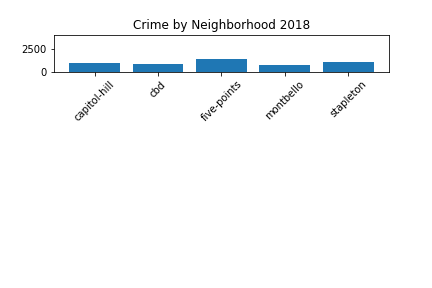 Crime by Neighborhood 2018
2500
0
capitol-hill
cbd
five-points
montbello
stapleton